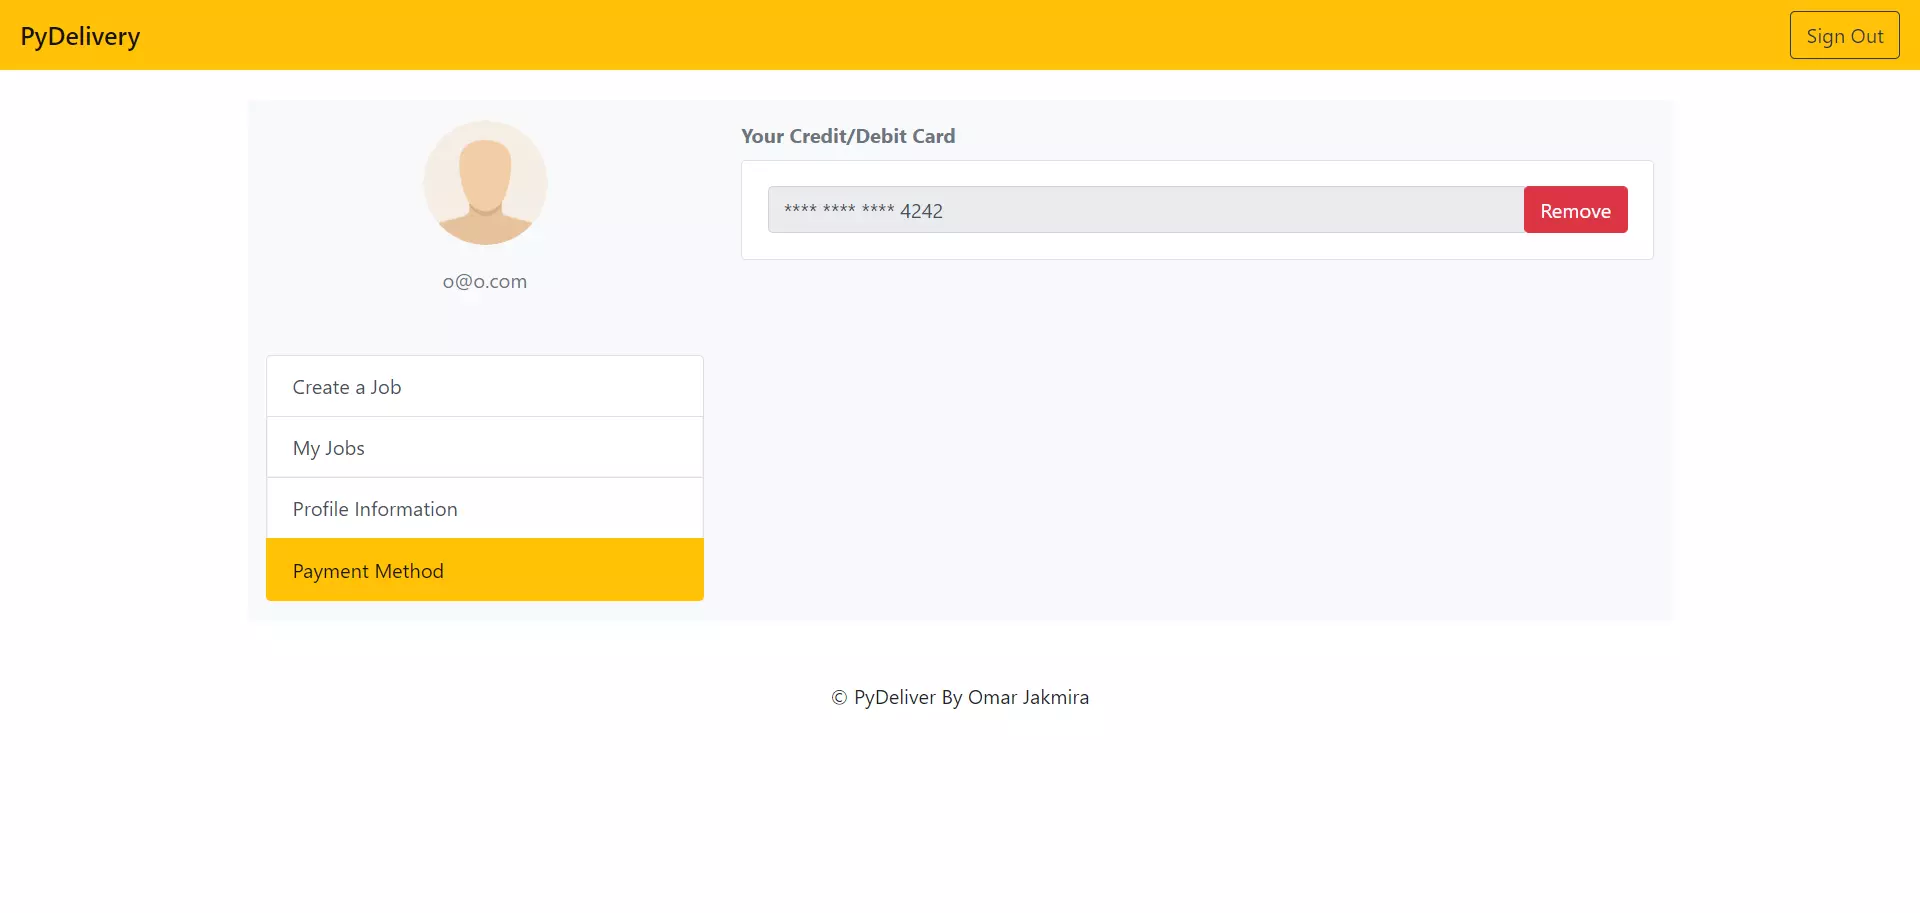 PyDelivery
Sign Out
o@o.com
Create a Job
My Jobs
Profile Information
Payment Method
Your Credit/Debit Card
**** **** **** 4242
Remove
© PyDeliver By Omar Jakmira